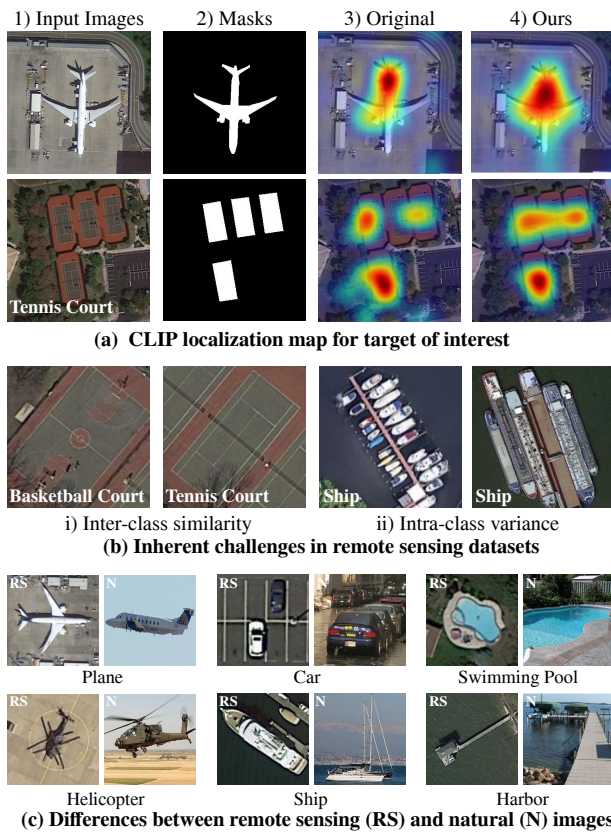 1) Input Images 2) Masks 3) Original 4) Ours
Tennis Court
(a) CLIP localization map for target of interest
Basketball Court Tennis Court Ship Ship
i) Inter-class similarity ii) Intra-class variance
(b) Inherent challenges in remote sensing datasets
RS N RS N RS N
Plane Car Swimming Pool
RS N RS N RS N
Helicopter Ship Harbor
(c) Differences between remote sensing (RS) and natural (N) images